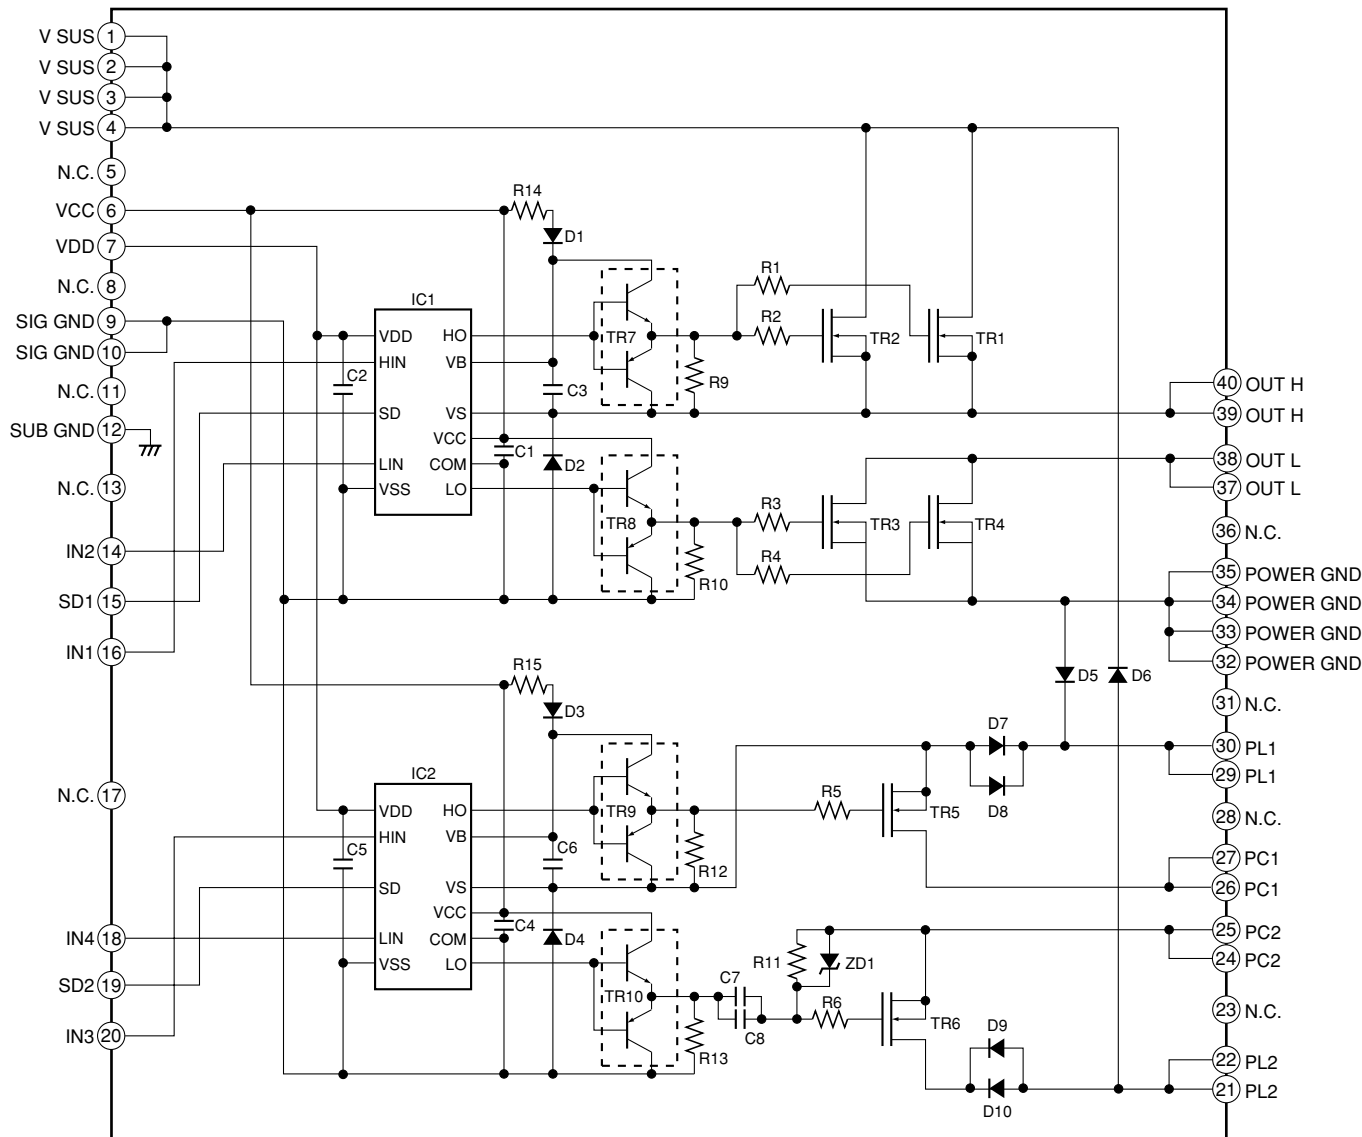 V SUS 1
V SUS 2
V SUS 3
V SUS 4
N.C. 5
VCC 6
VDD 7
N.C. 8
SIG GND 9
SIG GND 10
N.C. 11
SUB GND 12
N.C. 13
IN2 14
SD1 15
IN1 16
N.C. 17
IN4 18
SD2 19
IN3 20
R14
D1
IC1
VDD
HIN
SD
LIN
VSS
HO
VB
VS
VCC
COM
LO
C2
C3
C1
D2
TR7
R9
R1
R2
TR2
TR1
TR8
R10
R3
R4
TR3
TR4
R15
D3
IC2
VDD
HIN
SD
LIN
VSS
HO
VB
VS
VCC
COM
LO
C5
C6
C4
D4
TR9
R12
R5
TR5
D7
D8
D5
D6
TR10
R13
C7
C8
R11
ZD1
R6
TR6
D9
D10
40 OUT H
39 OUT H
38 OUT L
37 OUT L
36 N.C.
35 POWER GND
34 POWER GND
33 POWER GND
32 POWER GND
31 N.C.
30 PL1
29 PL1
28 N.C.
27 PC1
26 PC1
25 PC2
24 PC2
23 N.C.
22 PL2
21 PL2